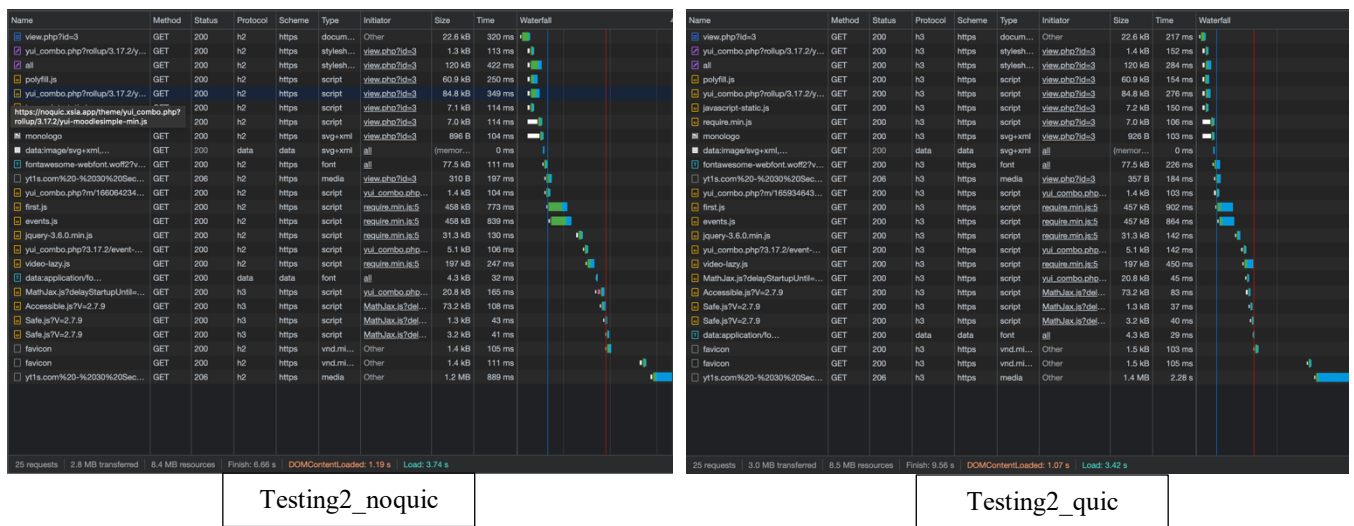 Name Method Status Protocol Scheme Type Initiator Size Time Waterfall
view.php?id=3 GET 200 h2 https docum... Other 22.6 kB 320 ms
yui_combo.php?rollup/3.17.2/y... GET 200 h2 https stylesh... view.php?id=3 1.3 kB 113 ms
all GET 200 h2 https stylesh... view.php?id=3 120 kB 422 ms
polyfill.js GET 200 h2 https script view.php?id=3 60.9 kB 250 ms
yui_combo.php?rollup/3.17.2/y... GET 200 h2 https script view.php?id=3 84.8 kB 349 ms
200 h2 https script view.php?id=3 7.1 kB 114 ms
https://noquic.xsia.app/theme/yui_combo.php?
rollup/3.17.2/yui-moodlesimple-min.js
200 h2 https script view.php?id=3 7.0 kB 114 ms
monologo GET 200 h2 https svg+xml view.php?id=3 896 B 104 ms
data:image/svg+xml,... GET 200 data data svg+xml all (memor... 0 ms
fontawesome-webfont.woff2?v... GET 200 h2 https font all 77.5 kB 111 ms
yt1s.com%20-%2030%20Sec... GET 206 h2 https media view.php?id=3 310 B 197 ms
yui_combo.php?m/166064234... GET 200 h2 https script yui_combo.php... 1.4 kB 104 ms
first.js GET 200 h2 https script require.min.js:5 458 kB 773 ms
events.js GET 200 h2 https script require.min.js:5 458 kB 839 ms
jquery-3.6.0.min.js GET 200 h2 https script require.min.js:5 31.3 kB 130 ms
yui_combo.php?3.17.2/event-... GET 200 h2 https script yui_combo.php... 5.1 kB 106 ms
video-lazy.js GET 200 h2 https script require.min.js:5 197 kB 247 ms
data:application/fo... GET 200 data data font all 4.3 kB 32 ms
MathJax.js?delayStartupUntil=... GET 200 h3 https script yui_combo.php... 20.8 kB 165 ms
Accessible.js?V=2.7.9 GET 200 h3 https script MathJax.js?del... 73.2 kB 108 ms
Safe.js?V=2.7.9 GET 200 h3 https script MathJax.js?del... 1.3 kB 43 ms
Safe.js?V=2.7.9 GET 200 h3 https script MathJax.js?del... 3.2 kB 41 ms
favicon GET 200 h2 https vnd.mi... Other 1.4 kB 105 ms
favicon GET 200 h2 https vnd.mi... Other 1.4 kB 111 ms
yt1s.com%20-%2030%20Sec... GET 206 h2 https media Other 1.2 MB 889 ms
25 requests 2.8 MB transferred 8.4 MB resources Finish: 6.66 s DOMContentLoaded: 1.19 s Load: 3.74 s
Testing2_noquic
Name Method Status Protocol Scheme Type Initiator Size Time Waterfall
view.php?id=3 GET 200 h3 https docum... Other 22.6 kB 217 ms
yui_combo.php?rollup/3.17.2/y... GET 200 h3 https stylesh... view.php?id=3 1.4 kB 152 ms
all GET 200 h3 https stylesh... view.php?id=3 120 kB 284 ms
polyfill.js GET 200 h3 https script view.php?id=3 60.9 kB 154 ms
yui_combo.php?rollup/3.17.2/y... GET 200 h3 https script view.php?id=3 84.8 kB 276 ms
javascript-static.js GET 200 h3 https script view.php?id=3 7.2 kB 150 ms
require.min.js GET 200 h3 https script view.php?id=3 7.0 kB 106 ms
monologo GET 200 h3 https svg+xml view.php?id=3 926 B 103 ms
data:image/svg+xml,... GET 200 data data svg+xml all (memor... 0 ms
fontawesome-webfont.woff2?v... GET 200 h3 https font all 77.5 kB 226 ms
yt1s.com%20-%2030%20Sec... GET 206 h3 https media view.php?id=3 357 B 184 ms
yui_combo.php?m/165934643... GET 200 h3 https script yui_combo.php... 1.4 kB 103 ms
first.js GET 200 h3 https script require.min.js:5 457 kB 902 ms
events.js GET 200 h3 https script require.min.js:5 457 kB 864 ms
jquery-3.6.0.min.js GET 200 h3 https script require.min.js:5 31.3 kB 142 ms
yui_combo.php?3.17.2/event-... GET 200 h3 https script yui_combo.php... 5.1 kB 142 ms
video-lazy.js GET 200 h3 https script require.min.js:5 197 kB 450 ms
MathJax.js?delayStartupUntil=... GET 200 h3 https script yui_combo.php... 20.8 kB 45 ms
Accessible.js?V=2.7.9 GET 200 h3 https script MathJax.js?del... 73.2 kB 83 ms
Safe.js?V=2.7.9 GET 200 h3 https script MathJax.js?del... 1.3 kB 37 ms
Safe.js?V=2.7.9 GET 200 h3 https script MathJax.js?del... 3.2 kB 40 ms
data:application/fo... GET 200 data data font all 4.3 kB 29 ms
favicon GET 200 h3 https vnd.mi... Other 1.5 kB 103 ms
favicon GET 200 h3 https vnd.mi... Other 1.5 kB 105 ms
yt1s.com%20-%2030%20Sec... GET 206 h3 https media Other 1.4 MB 2.28 s
25 requests 3.0 MB transferred 8.5 MB resources Finish: 9.56 s DOMContentLoaded: 1.07 s Load: 3.42 s
Testing2_quic